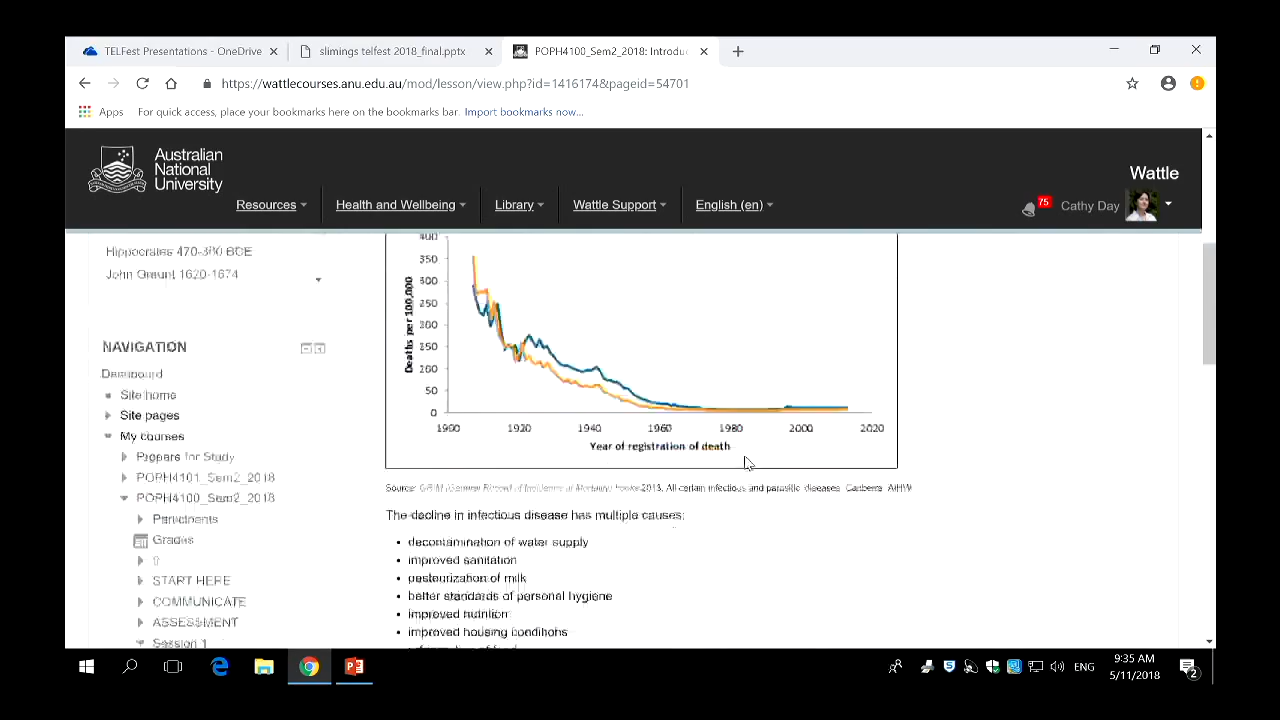 TELFest Presentations - OneDrive
slimings telfest 2018_final.pptx
POPH4100_Sem2_2018: Introduc
https://wattlecourses.anu.edu.au/mod/lesson/view.php?id=1416174&pageid=54701
Apps
For quick access, place your bookmarks here on the bookmarks bar. Import bookmarks now...
Australian
National
University
Wattle
Resources
Health and Wellbeing
Library
Wattle Support
English (en)
75
Cathy Day
Hippocrates 470-380 BCE
John Graunt 1620-1674
NAVIGATION
Dashboard
Site home
Site pages
My courses
Prepare for Study
POPH4101_Sem2_2018
POPH4100_Sem2_2018
Participants
Grades
START HERE
COMMUNICATE
ASSESSMENT
Session 1
Deaths per 100,000
400
350
300
250
200
150
100
50
0
1900
1920
1940
1960
1980
2000
2020
Year of registration of death
Source: 2013. All certain infectious and parasitic diseases. Canberra AIHW
The decline in infectious disease has multiple causes:
• decontamination of water supply
• improved sanitation
• pasteurization of milk
• better standards of personal hygiene
• improved nutrition
• improved housing conditions
ENG
9:35 AM
5/11/2018
2